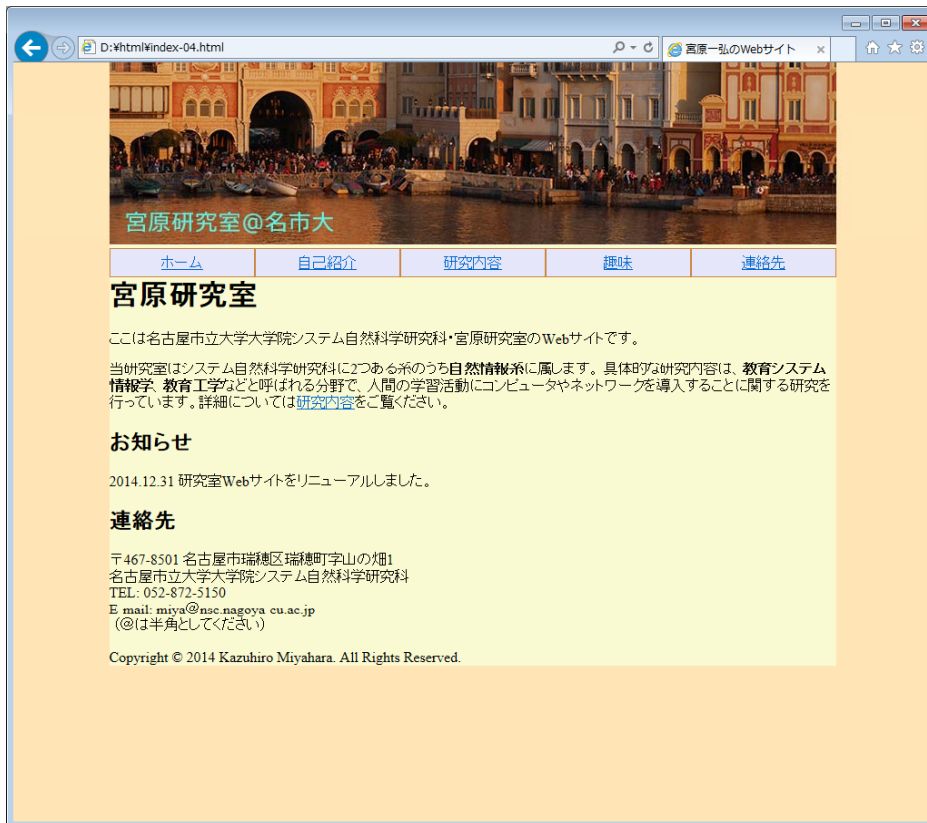 D:¥html¥index-04.html
宮原一弘のWebサイト
宮原研究室@名市大
ホーム 自己紹介 研究内容 趣味 連絡先
宮原研究室
ここは名古屋市立大学大学院システム自然科学研究科・宮原研究室のWebサイトです。
当研究室はシステム自然科学研究科に2つある系のうち自然情報系に属します。具体的な研究内容は、教育システム
情報学、教育工学などと呼ばれる分野で、人間の学習活動にコンピュータやネットワークを導入することに関する研究を
行っています。詳細については研究内容をご覧ください。
お知らせ
2014.12.31 研究室Webサイトをリニューアルしました。
連絡先
〒467-8501 名古屋市瑞穂区瑞穂町字山の畑1
名古屋市立大学大学院システム自然科学研究科
TEL: 052-872-5150
E mail: miya@nsc.nagoya cu.ac.jp
（@は半角としてください）
Copyright © 2014 Kazuhiro Miyahara. All Rights Reserved.